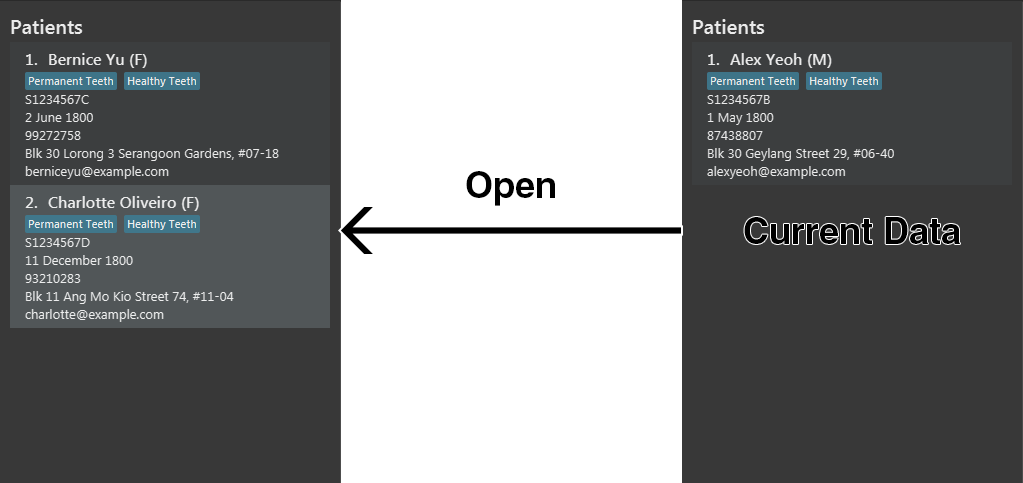 Patients
1. Bernice Yu (F)
Permanent Teeth Healthy Teeth
S1234567C
2 June 1800
99272758
Blk 30 Lorong 3 Serangoon Gardens, #07-18
berniceyu@example.com
2. Charlotte Oliveiro (F)
Permanent Teeth Healthy Teeth
S1234567D
11 December 1800
93210283
Blk 11 Ang Mo Kio Street 74, #11-04
charlotte@example.com
Open
Patients
1. Alex Yeoh (M)
Permanent Teeth Healthy Teeth
S1234567B
1 May 1800
87438807
Blk 30 Geylang Street 29, #06-40
alexyeoh@example.com
Current Data